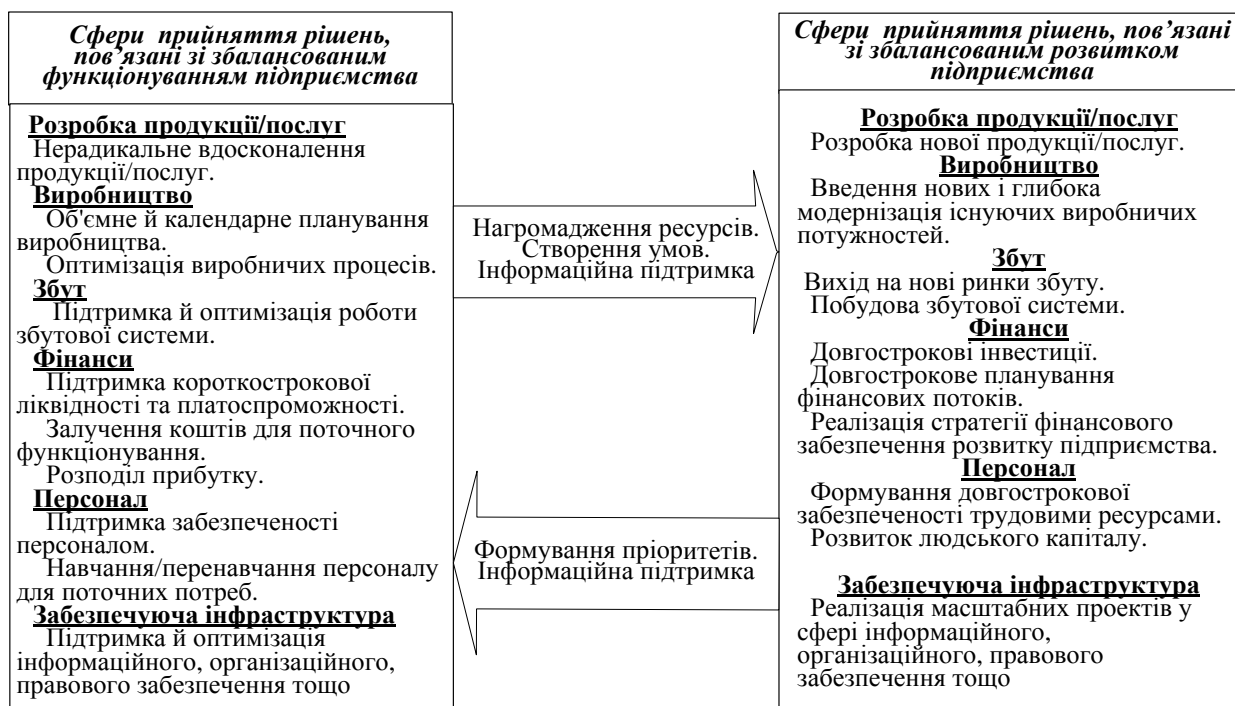 Сфери прийняття рішень,
пов’язані зі збалансованим
функціонуванням підприємства
Розробка продукції/послуг
Нерадикальне вдосконалення
продукції/послуг.
Виробництво
Об'ємне й календарне планування
виробництва.
Оптимізація виробничих процесів.
Збут
Підтримка й оптимізація роботи
збутової системи.
Фінанси
Підтримка короткострокової
ліквідності та платоспроможності.
Залучення коштів для поточного
функціонування.
Розподіл прибутку.
Персонал
Підтримка забезпеченості
персоналом.
Навчання/перенавчання персоналу
для поточних потреб.
Забезпечуюча інфраструктура
Підтримка й оптимізація
інформаційного, організаційного,
правового забезпечення тощо
Нагромадження ресурсів.
Створення умов.
Інформаційна підтримка
Формування пріоритетів.
Інформаційна підтримка
Сфери прийняття рішень, пов’язані
зі збалансованим розвитком
підприємства
Розробка продукції/послуг
Розробка нової продукції/послуг.
Виробництво
Введення нових і глибока
модернізація існуючих виробничих
потужностей.
Збут
Вихід на нові ринки збуту.
Побудова збутової системи.
Фінанси
Довгострокові інвестиції.
Довгострокове планування
фінансових потоків.
Реалізація стратегії фінансового
забезпечення розвитку підприємства.
Персонал
Формування довгострокової
забезпеченості трудовими ресурсами.
Розвиток людського капіталу.
Забезпечуюча інфраструктура
Реалізація масштабних проектів у
сфері інформаційного,
організаційного, правового
забезпечення тощо